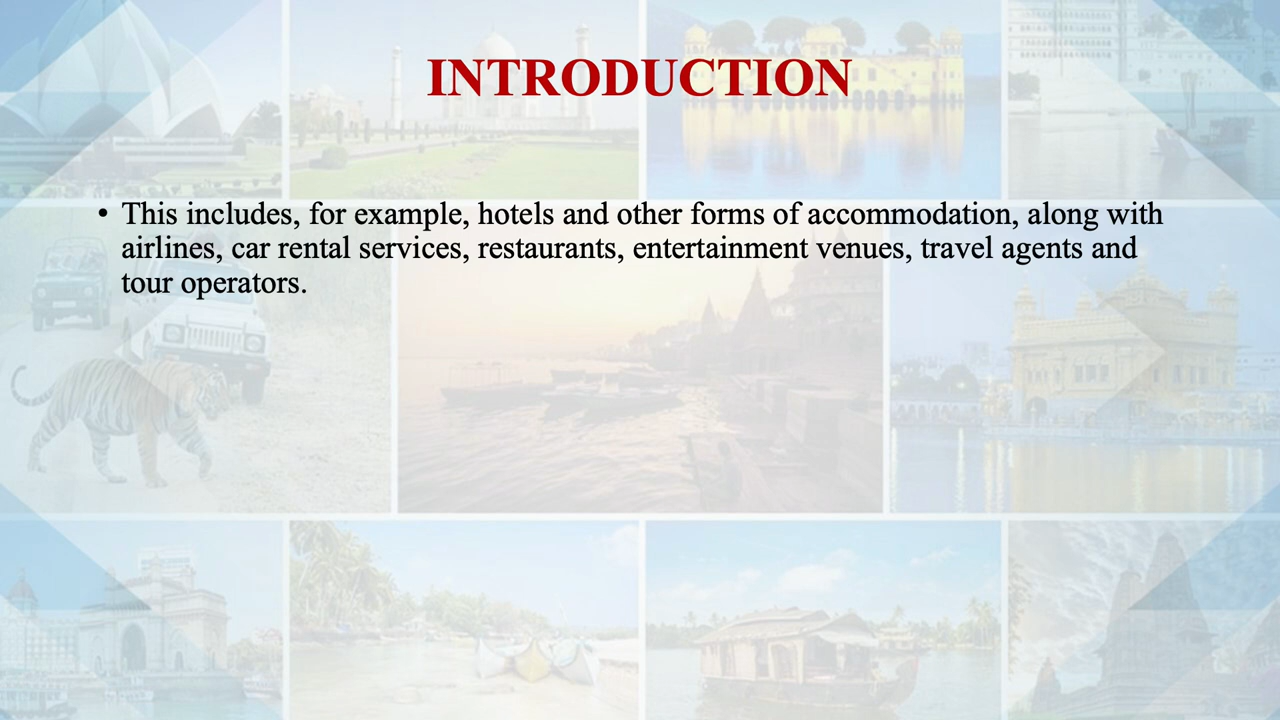 INTRODUCTION
• This includes, for example, hotels and other forms of accommodation, along with
airlines, car rental services, restaurants, entertainment venues, travel agents and
tour operators.